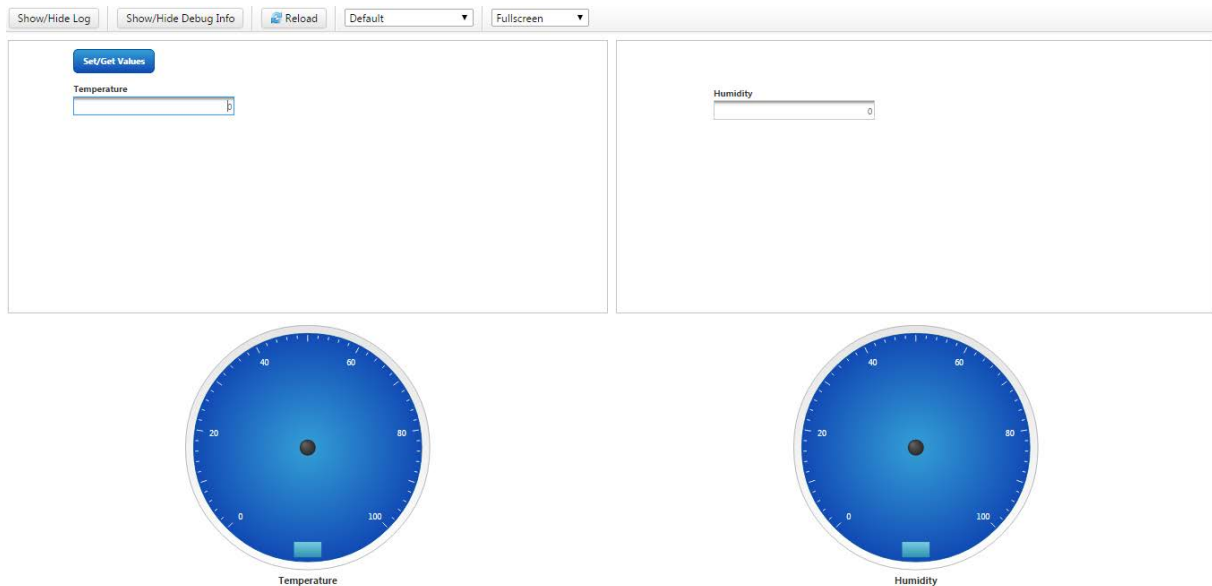 Show/Hide Log Show/Hide Debug Info Reload Default Fullscreen
Set/Get Values
Temperature
0
Humidity
0
40 60
20 80
0 100
Temperature
40 60
20 80
0 100
Humidity